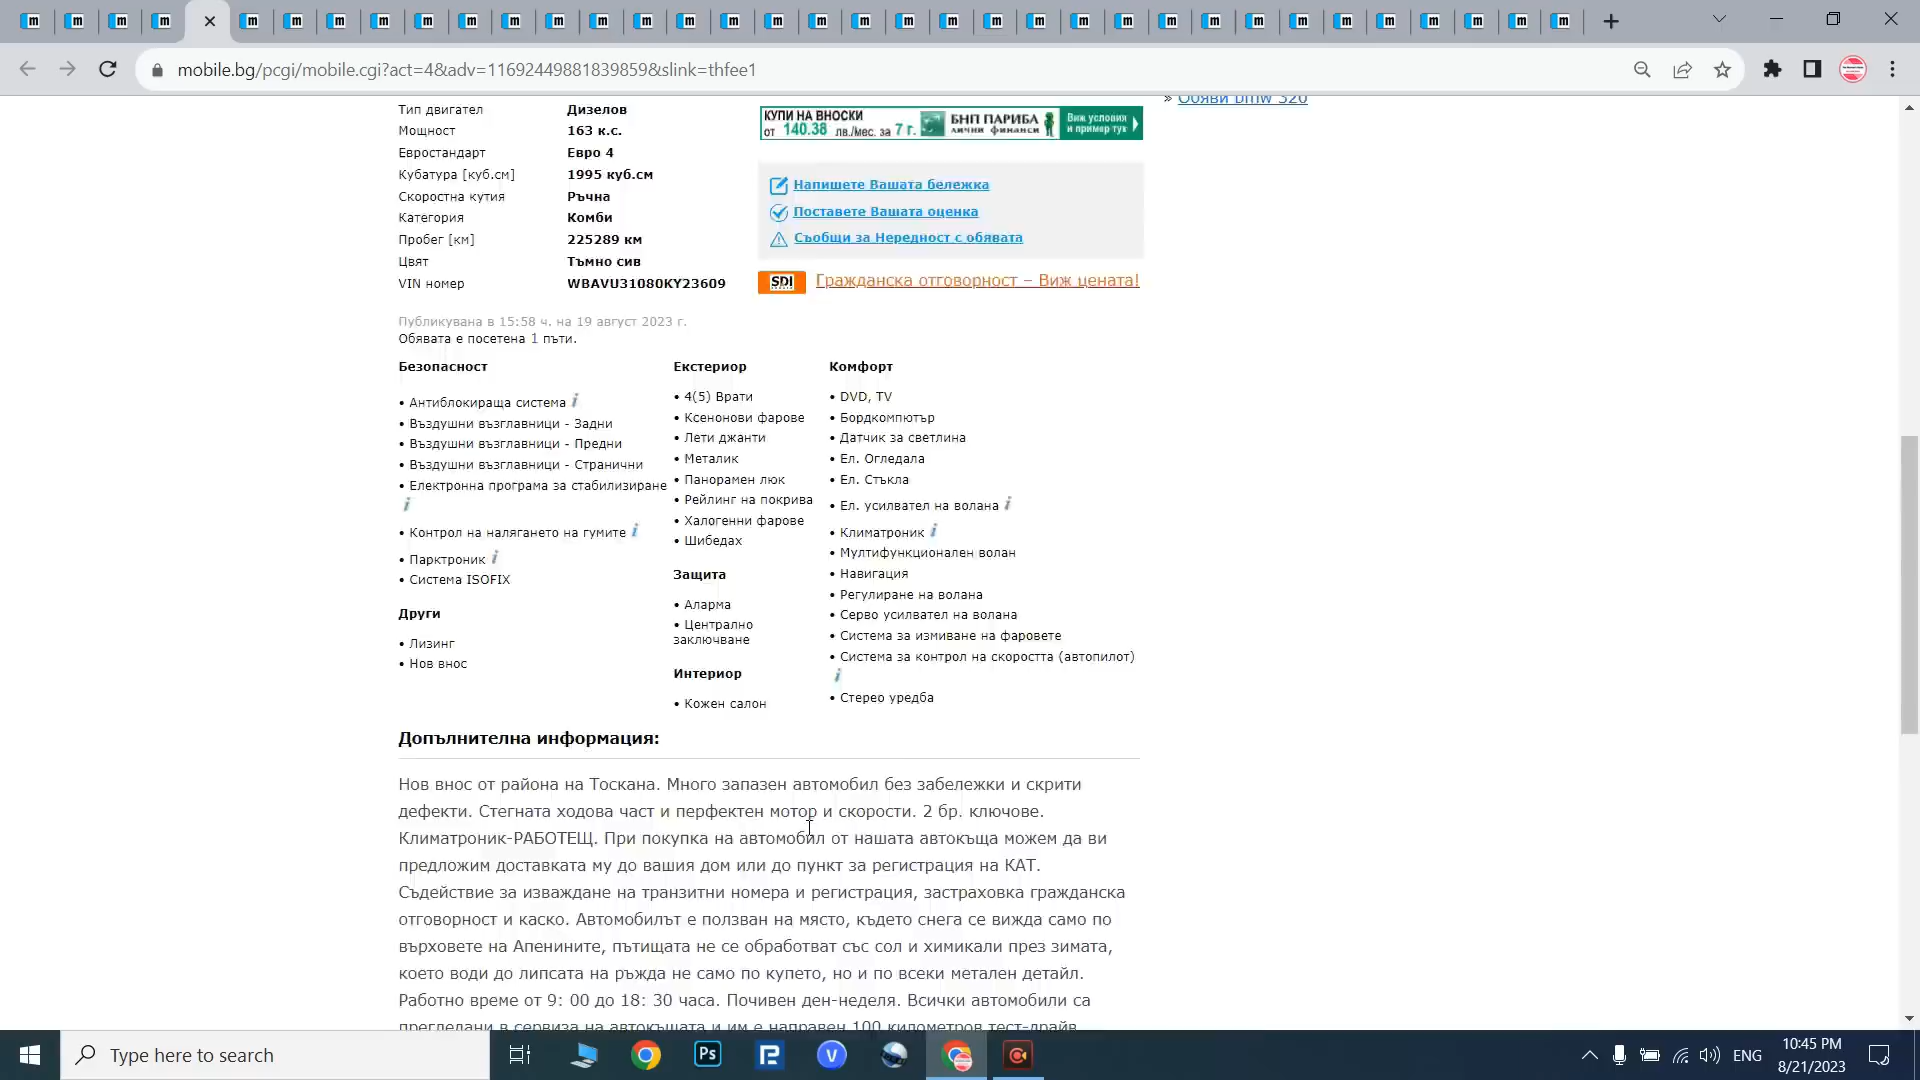 mobile.bg/pcgi/mobile.cgi?act=4&adv=11692449881839859&slink=thfee1
» Обяви bmw 320
Тип двигател Дизелов
Мощност 163 к.с.
Евростандарт Евро 4
Кубатура [куб.см] 1995 куб.см
Скоростна кутия Ръчна
Категория Комби
Пробег [км] 225289 км
Цвят Тъмно сив
VIN номер WBAVU31080KY23609
КУПИ НА ВНОСКИ
от 140.38 лв./мес. за 7 г.
БНП ПАРИБА
лични финанси
Виж условия
и пример тук
Напишете Вашата бележка
Поставете Вашата оценка
Съобщи за Нередност с обявата
SDI Гражданска отговорност – Виж цената!
Публикувана в 15:58 ч. на 19 август 2023 г.
Обявата е посетена 1 пъти.
Безопасност
• Антиблокираща система i
• Въздушни възглавници - Задни
• Въздушни възглавници - Предни
• Въздушни възглавници - Странични
• Електронна програма за стабилизиране
i
• Контрол на налягането на гумите i
• Парктроник i
• Система ISOFIX
Други
• Лизинг
• Нов внос
Екстериор
• 4(5) Врати
• Ксенонови фарове
• Лети джанти
• Металик
• Панорамен люк
• Рейлинг на покрива
• Халогенни фарове
• Шибедах
Защита
• Аларма
• Централно
заключване
Интериор
• Кожен салон
Комфорт
• DVD, TV
• Бордкомпютър
• Датчик за светлина
• Ел. Огледала
• Ел. Стъкла
• Ел. усилвател на волана i
• Климатроник i
• Мултифункционален волан
• Навигация
• Регулиране на волана
• Серво усилвател на волана
• Система за измиване на фаровете
• Система за контрол на скоростта (автопилот)
i
• Стерео уредба
Допълнителна информация:
Нов внос от района на Тоскана. Много запазен автомобил без забележки и скрити
дефекти. Стегната ходова част и перфектен мотор и скорости. 2 бр. ключове.
Климатроник-РАБОТЕЩ. При покупка на автомобил от нашата автокъща можем да ви
предложим доставката му до вашия дом или до пункт за регистрация на КАТ.
Съдействие за изваждане на транзитни номера и регистрация, застраховка гражданска
отговорност и каско. Автомобилът е ползван на място, където снега се вижда само по
върховете на Апенините, пътищата не се обработват със сол и химикали през зимата,
което води до липсата на ръжда не само по купето, но и по всеки метален детайл.
Работно време от 9: 00 до 18: 30 часа. Почивен ден-неделя. Всички автомобили са
прегледани в сервиза на автокъщата и им е направен 100 километров тест-драйв
Type here to search
Ps
V
ENG
10:45 PM
8/21/2023